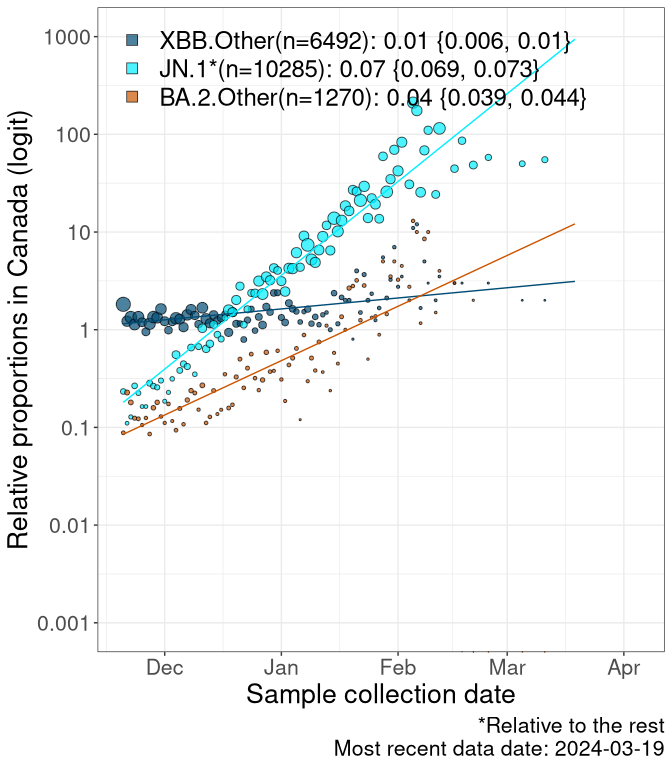 XBB.Other(n=6492): 0.01 {0.006, 0.01}
JN.1*(n=10285): 0.07 {0.069, 0.073}
BA.2.Other(n=1270): 0.04 {0.039, 0.044}
Relative proportions in Canada (logit)
1000
100
10
1
0.1
0.01
0.001
Dec Jan Feb Mar Apr
Sample collection date
*Relative to the rest
Most recent data date: 2024-03-19